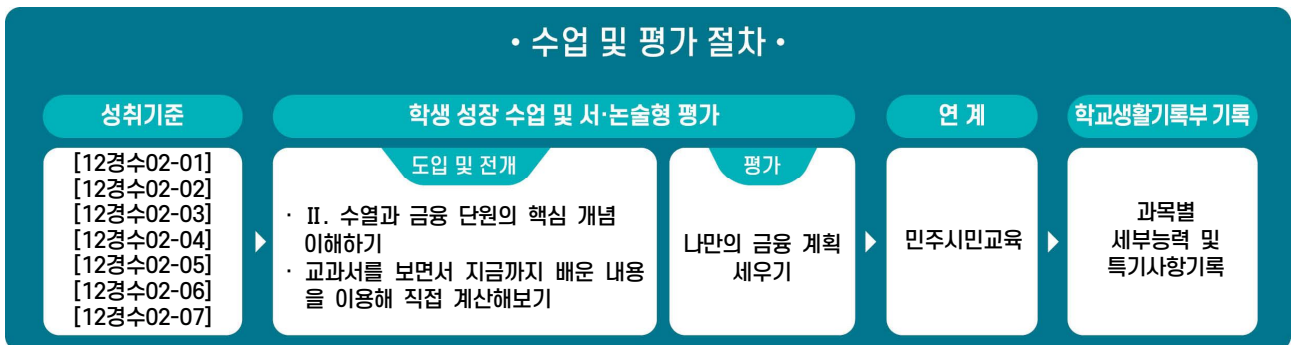 • 수업 및 평가 절차 •
성취기준
[12경수02-01]
[12경수02-02]
[12경수02-03]
[12경수02-04]
[12경수02-05]
[12경수02-06]
[12경수02-07]
학생 성장 수업 및 서·논술형 평가
도입 및 전개
· Ⅱ. 수열과 금융 단원의 핵심 개념
이해하기
· 교과서를 보면서 지금까지 배운 내용
을 이용해 직접 계산해보기
평가
나만의 금융 계획
세우기
연 계
민주시민교육
학교생활기록부 기록
과목별
세부능력 및
특기사항기록